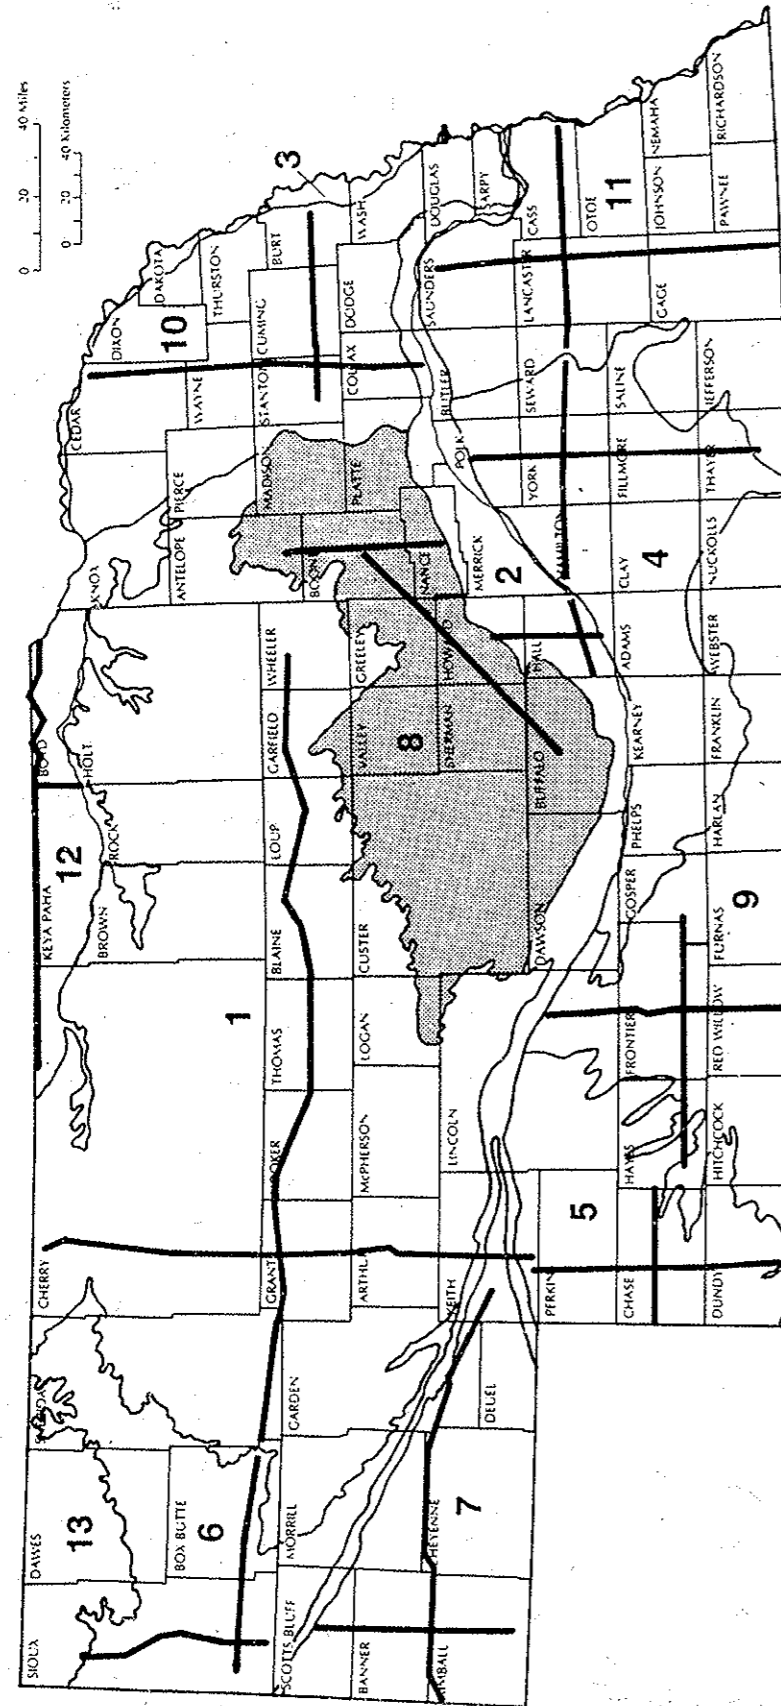 40 Miles
20
0
40 Kilometers
20
0
SIOUX
DAWES
CHERRY
KEYA PAHA
BOYD
12
13
BROWN
ROCK
HOLT
KNOX
CEDAR
DIXON
DAKOTA
10
BOX BUTTE
6
1
ANTELOPE
PIERCE
WAYNE
THURSTON
SCOTTS BLUFF
MORRILL
GARDEN
GRANT
THOMAS
BLAINE
LOUP
GARFIELD
WHEELER
BOONE
MADISON
STANTON
CUMING
BURT
3
BANNER
McPHERSON
LOGAN
CUSTER
VALLEY
GREELEY
PLATTE
COLFAX
DODGE
WASH
8
NANCE
KIMBALL
CHEYENNE
7
DEUEL
KEITH
LINCOLN
SHERMAN
HOWARD
MERRICK
2
POLK
BUTLER
SAUNDERS
DOUGLAS
SARPY
PERKINS
5
DAWSON
BUFFALO
HALL
HAMILTON
YORK
SEWARD
LANCASTER
CASS
OTOE
11
CHASE
HAYES
FRONTIER
GOSPER
PHELPS
KEARNEY
ADAMS
CLAY
4
FILLMORE
SALINE
GAGE
JOHNSON
NEMAHA
DUNDY
HITCHCOCK
RED WILLOW
FURNAS
9
HARLAN
FRANKLIN
WEBSTER
NUCKOLLS
THAYER
JEFFERSON
PAWNEE
RICHARDSON